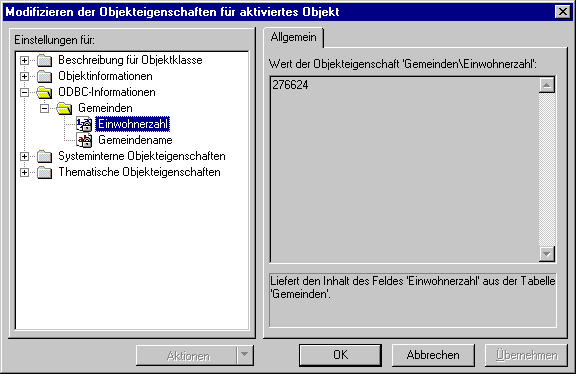 Modifizieren der Objekteigenschaften für aktiviertes Objekt
Einstellungen für:
Beschreibung für Objektklasse
Objektinformationen
ODBC-Informationen
Gemeinden
Einwohnerzahl
Gemeindename
Systeminterne Objekteigenschaften
Thematische Objekteigenschaften
Allgemein
Wert der Objekteigenschaft 'Gemeinden\Einwohnerzahl':
276624
Liefert den Inhalt des Feldes 'Einwohnerzahl' aus der Tabelle
'Gemeinden'.
Aktionen
OK
Abbrechen
Übernehmen